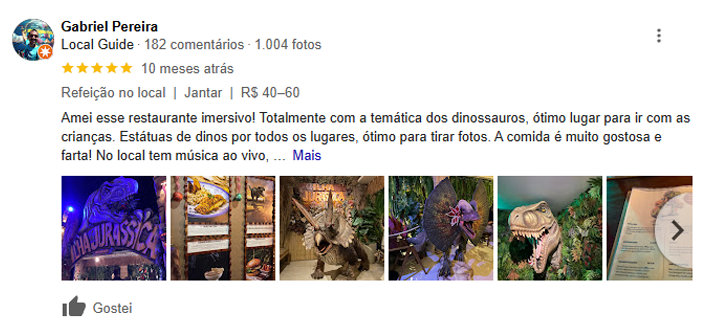 Gabriel Pereira
Local Guide · 182 comentários · 1.004 fotos
10 meses atrás
Refeição no local | Jantar | R$ 40–60
Amei esse restaurante imersivo! Totalmente com a temática dos dinossauros, ótimo lugar para ir com as
crianças. Estátuas de dinos por todos os lugares, ótimo para tirar fotos. A comida é muito gostosa e
farta! No local tem música ao vivo, … Mais
ILHA JURÁSSICA
Gostei